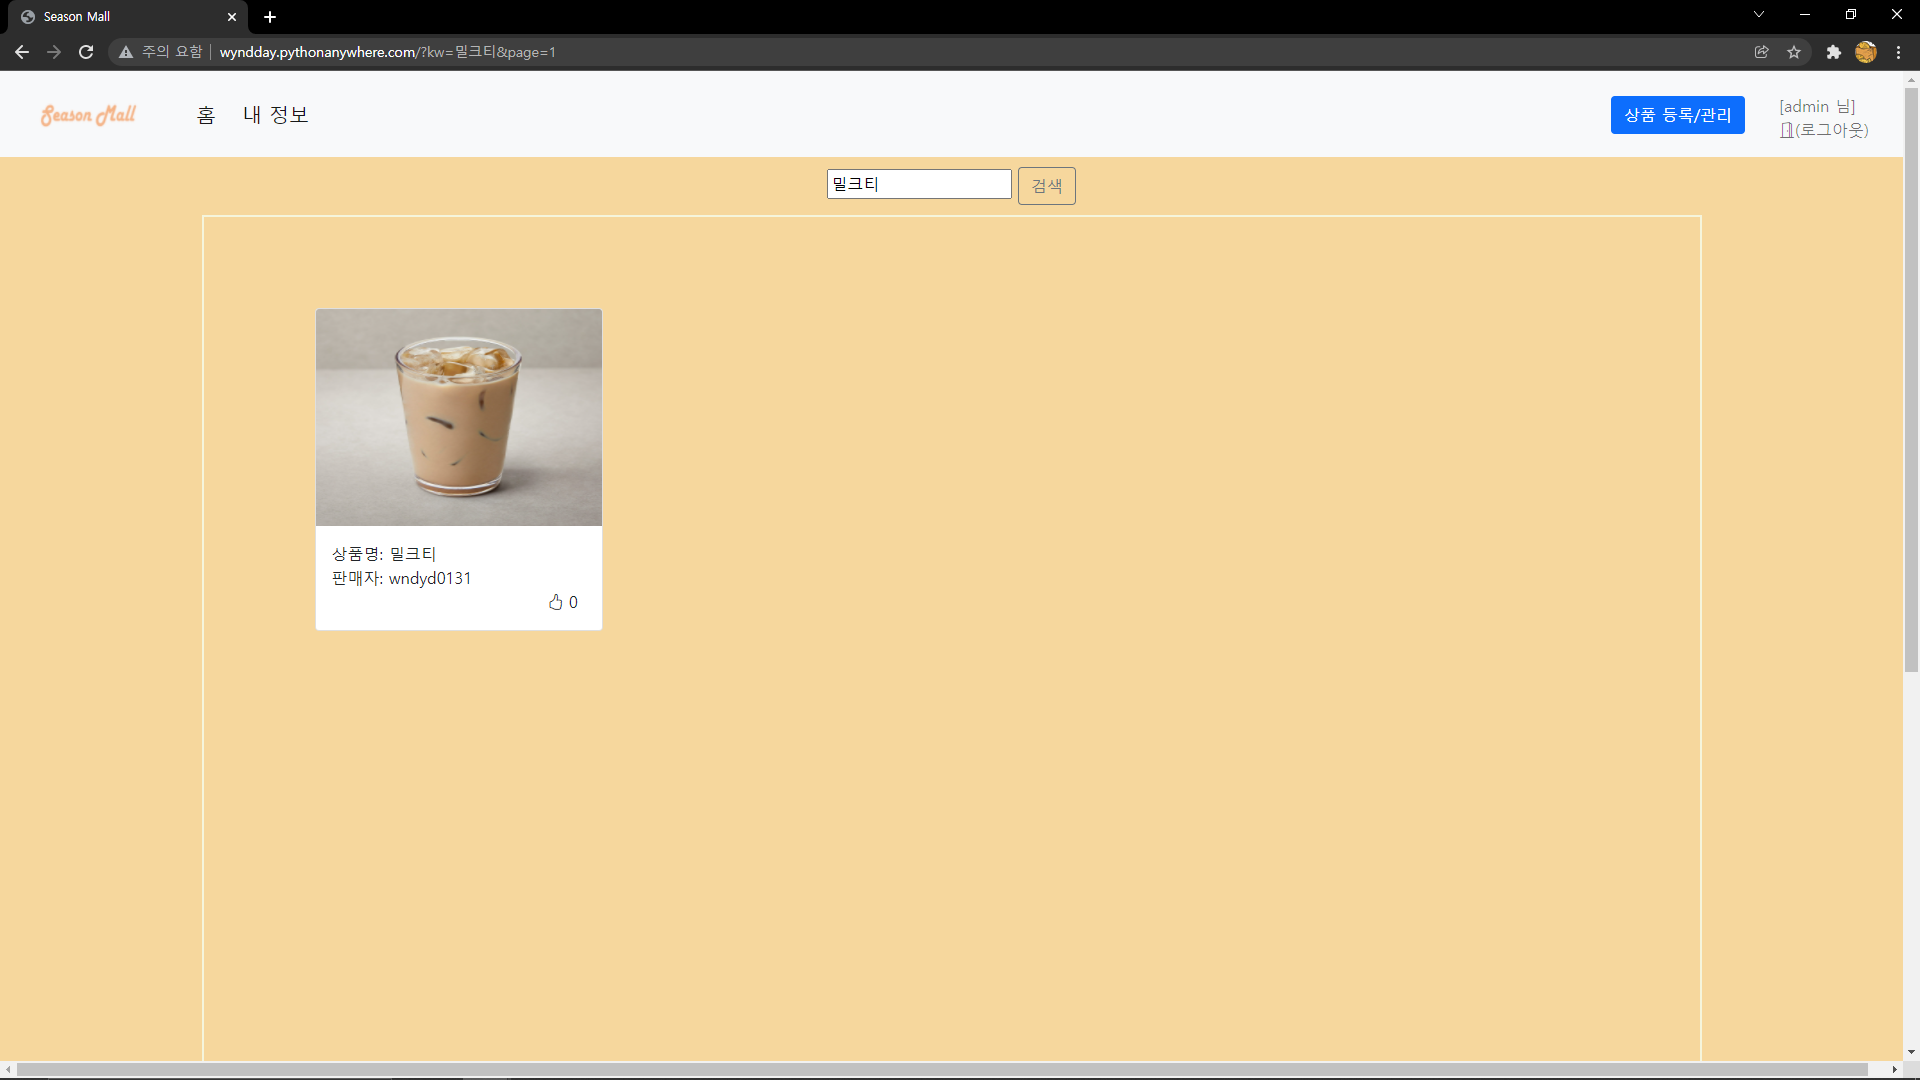 Season Mall
주의 요함
wyndday.pythonanywhere.com/?kw=밀크티&page=1
Season Mall
홈
내 정보
상품 등록/관리
[admin 님]
(로그아웃)
밀크티
검색
상품명: 밀크티
판매자: wndyd0131
0